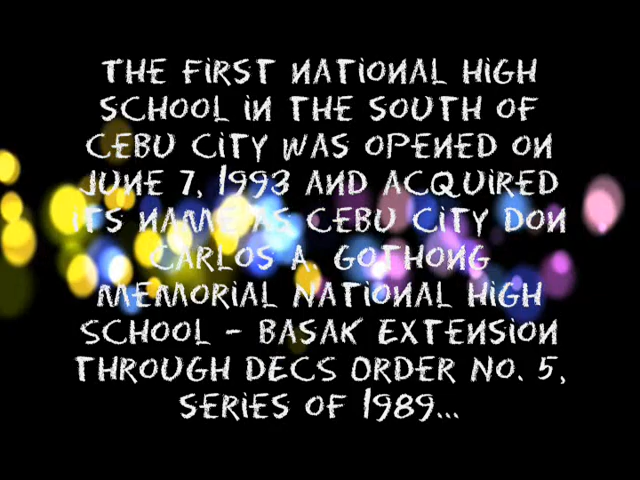 THE FIRST NATIONAL HIGH
SCHOOL IN THE SOUTH OF
CEBU CITY WAS OPENED ON
JUNE 7, 1993 AND ACQUIRED
ITS NAME AS CEBU CITY DON
CARLOS A. GOTHONG
MEMORIAL NATIONAL HIGH
SCHOOL - BASAK EXTENSION
THROUGH DECS ORDER NO. 5,
SERIES OF 1989...